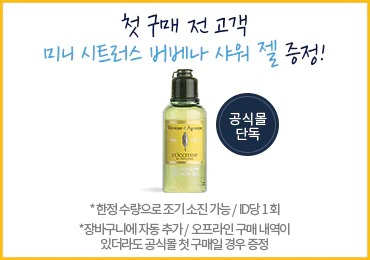 첫 구매 전 고객
미니 시트러스 버베나 샤워 젤 증정!
공식몰
단독
L'OCCITANE
*한정 수량으로 조기 소진 가능 / ID당 1회
*장바구니에 자동 추가 / 오프라인 구매 내역이
있더라도 공식몰 첫 구매일 경우 증정